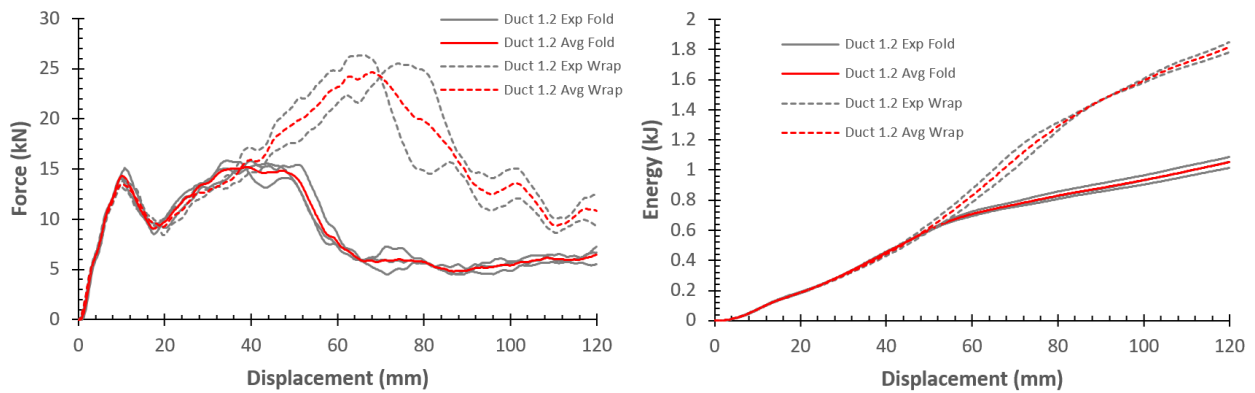 30
25
20
15
10
5
0
Force (kN)
0 20 40 60 80 100 120
Displacement (mm)
Duct 1.2 Exp Fold
Duct 1.2 Avg Fold
Duct 1.2 Exp Wrap
Duct 1.2 Avg Wrap
2
1.8
1.6
1.4
1.2
1
0.8
0.6
0.4
0.2
0
Energy (kJ)
0 20 40 60 80 100 120
Displacement (mm)
Duct 1.2 Exp Fold
Duct 1.2 Avg Fold
Duct 1.2 Exp Wrap
Duct 1.2 Avg Wrap